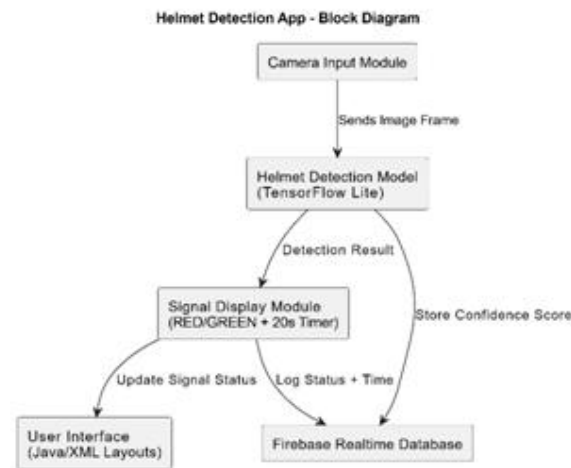 Helmet Detection App - Block Diagram
Camera Input Module
Sends Image Frame
Helmet Detection Model
(TensorFlow Lite)
Detection Result
Signal Display Module
(RED/GREEN + 20s Timer)
Store Confidence Score
Update Signal Status
Log Status + Time
User Interface
(Java/XML Layouts)
Firebase Realtime Database